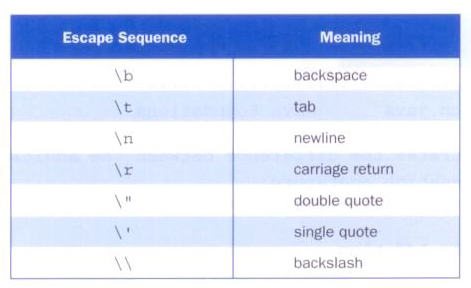 Escape Sequence Meaning
\b backspace
\t tab
\n newline
\r carriage return
\" double quote
\' single quote
\\ backslash